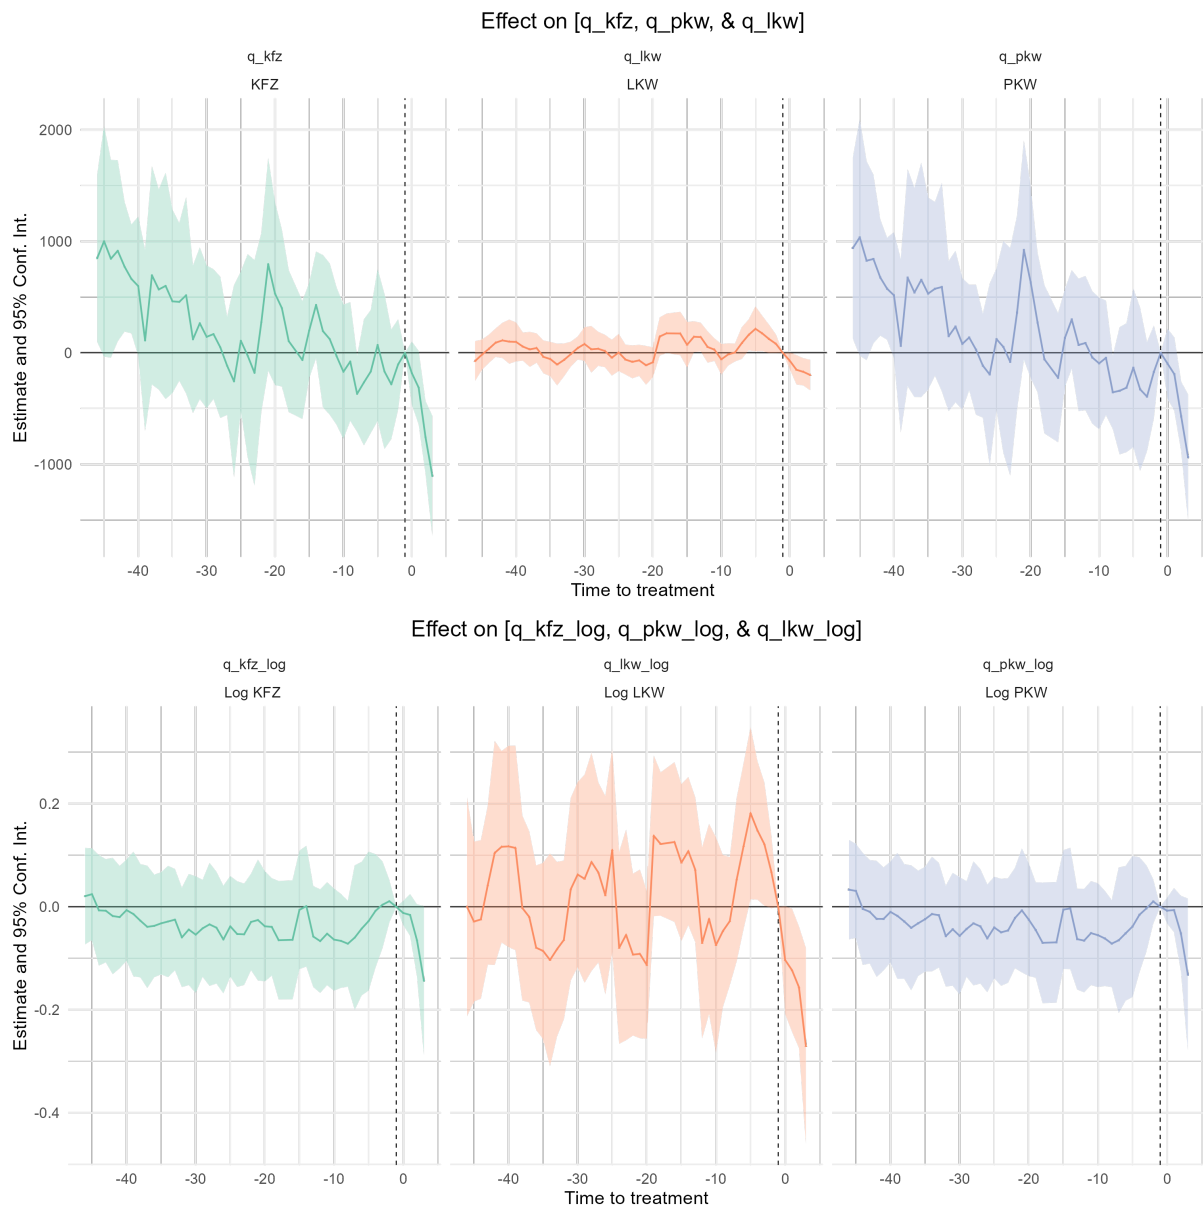 Effect on [q_kfz, q_pkw, & q_lkw]
q_kfz q_lkw q_pkw
KFZ LKW PKW
Estimate and 95% Conf. Int.
2000
1000
0
-1000
-40 -30 -20 -10 0 -40 -30 -20 -10 0 -40 -30 -20 -10 0
Time to treatment
Effect on [q_kfz_log, q_pkw_log, & q_lkw_log]
q_kfz_log q_lkw_log q_pkw_log
Log KFZ Log LKW Log PKW
Estimate and 95% Conf. Int.
0.2
0.0
-0.2
-0.4
-40 -30 -20 -10 0 -40 -30 -20 -10 0 -40 -30 -20 -10 0
Time to treatment